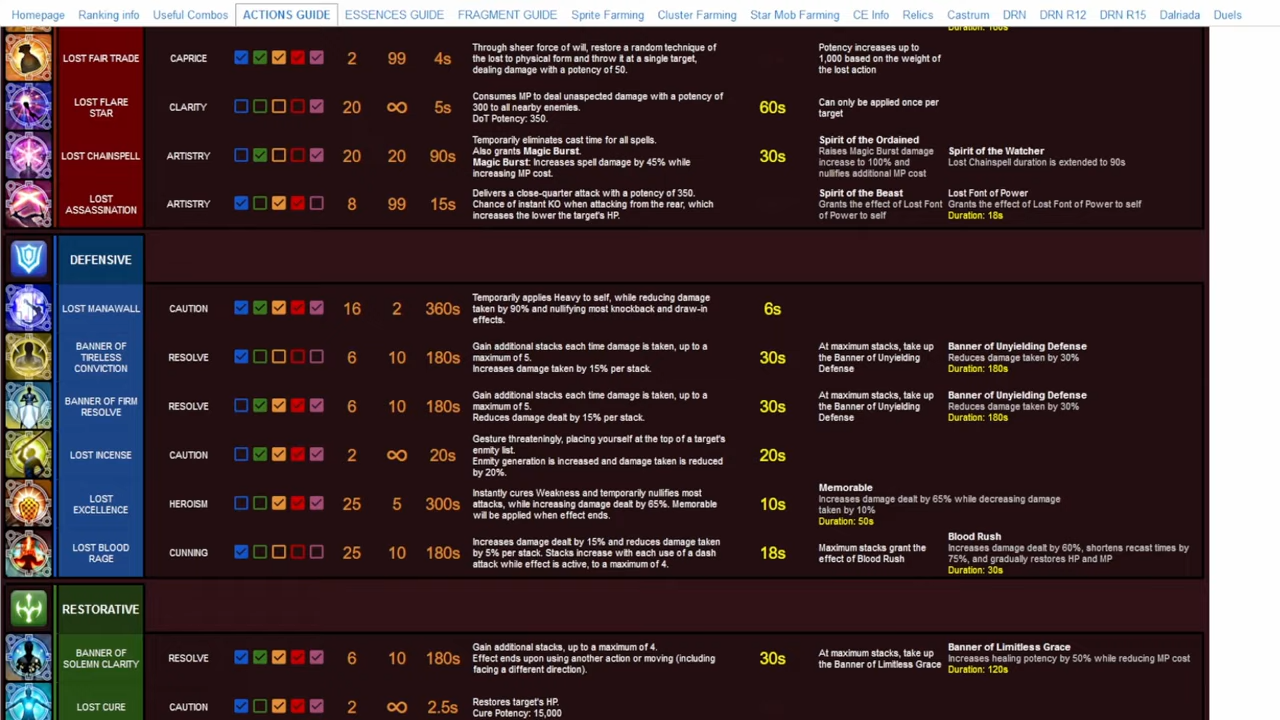 Homepage Ranking info Useful Combos ACTIONS GUIDE ESSENCES GUIDE FRAGMENT GUIDE Sprite Farming Cluster Farming Star Mob Farming CE Info Relics Castrum DRN DRN R12 DRN R15 Dalriada Duels
Duration: 180s
LOST FAIR TRADE
CAPRICE
2 99 4s
Through sheer force of will, restore a random technique of
the lost to physical form and throw it at a single target,
dealing damage with a potency of 50.
Potency increases up to
1,000 based on the weight of
the lost action
LOST FLARE
STAR
CLARITY
20 ∞ 5s
Consumes MP to deal unaspected damage with a potency of
300 to all nearby enemies.
DoT Potency: 350.
60s
Can only be applied once per
target
LOST CHAINSPELL
ARTISTRY
20 20 90s
Temporarily eliminates cast time for all spells.
Also grants Magic Burst.
Magic Burst: Increases spell damage by 45% while
increasing MP cost.
30s
Spirit of the Ordained
Raises Magic Burst damage
increase to 100% and
nullifies additional MP cost
Spirit of the Watcher
Lost Chainspell duration is extended to 90s
LOST
ASSASSINATION
ARTISTRY
8 99 15s
Delivers a close-quarter attack with a potency of 350.
Chance of instant KO when attacking from the rear, which
increases the lower the target's HP.
Spirit of the Beast
Grants the effect of Lost Font
of Power to self
Lost Font of Power
Grants the effect of Lost Font of Power to self
Duration: 18s
DEFENSIVE
LOST MANAWALL
CAUTION
16 2 360s
Temporarily applies Heavy to self, while reducing damage
taken by 90% and nullifying most knockback and draw-in
effects.
6s
BANNER OF
TIRELESS
CONVICTION
RESOLVE
6 10 180s
Gain additional stacks each time damage is taken, up to a
maximum of 5.
Increases damage taken by 15% per stack.
30s
At maximum stacks, take up
the Banner of Unyielding
Defense
Banner of Unyielding Defense
Reduces damage taken by 30%
Duration: 180s
BANNER OF FIRM
RESOLVE
RESOLVE
6 10 180s
Gain additional stacks each time damage is taken, up to a
maximum of 5.
Reduces damage dealt by 15% per stack.
30s
At maximum stacks, take up
the Banner of Unyielding
Defense
Banner of Unyielding Defense
Reduces damage taken by 30%
Duration: 180s
LOST INCENSE
CAUTION
2 ∞ 20s
Gesture threateningly, placing yourself at the top of a target's
enmity list.
Enmity generation is increased and damage taken is reduced
by 20%.
20s
LOST
EXCELLENCE
HEROISM
25 5 300s
Instantly cures Weakness and temporarily nullifies most
attacks, while increasing damage dealt by 65%. Memorable
will be applied when effect ends.
10s
Memorable
Increases damage dealt by 65% while decreasing damage
taken by 10%
Duration: 50s
LOST BLOOD
RAGE
CUNNING
25 10 180s
Increases damage dealt by 15% and reduces damage taken
by 5% per stack. Stacks increase with each use of a dash
attack while effect is active, to a maximum of 4.
18s
Maximum stacks grant the
effect of Blood Rush
Blood Rush
Increases damage dealt by 60%, shortens recast times by
75%, and gradually restores HP and MP
Duration: 30s
RESTORATIVE
BANNER OF
SOLEMN CLARITY
RESOLVE
6 10 180s
Gain additional stacks, up to a maximum of 4.
Effect ends upon using another action or moving (including
facing a different direction).
30s
At maximum stacks, take up
the Banner of Limitless Grace
Banner of Limitless Grace
Increases healing potency by 50% while reducing MP cost
Duration: 120s
LOST CURE
CAUTION
2 ∞ 2.5s
Restores target's HP.
Cure Potency: 15,000